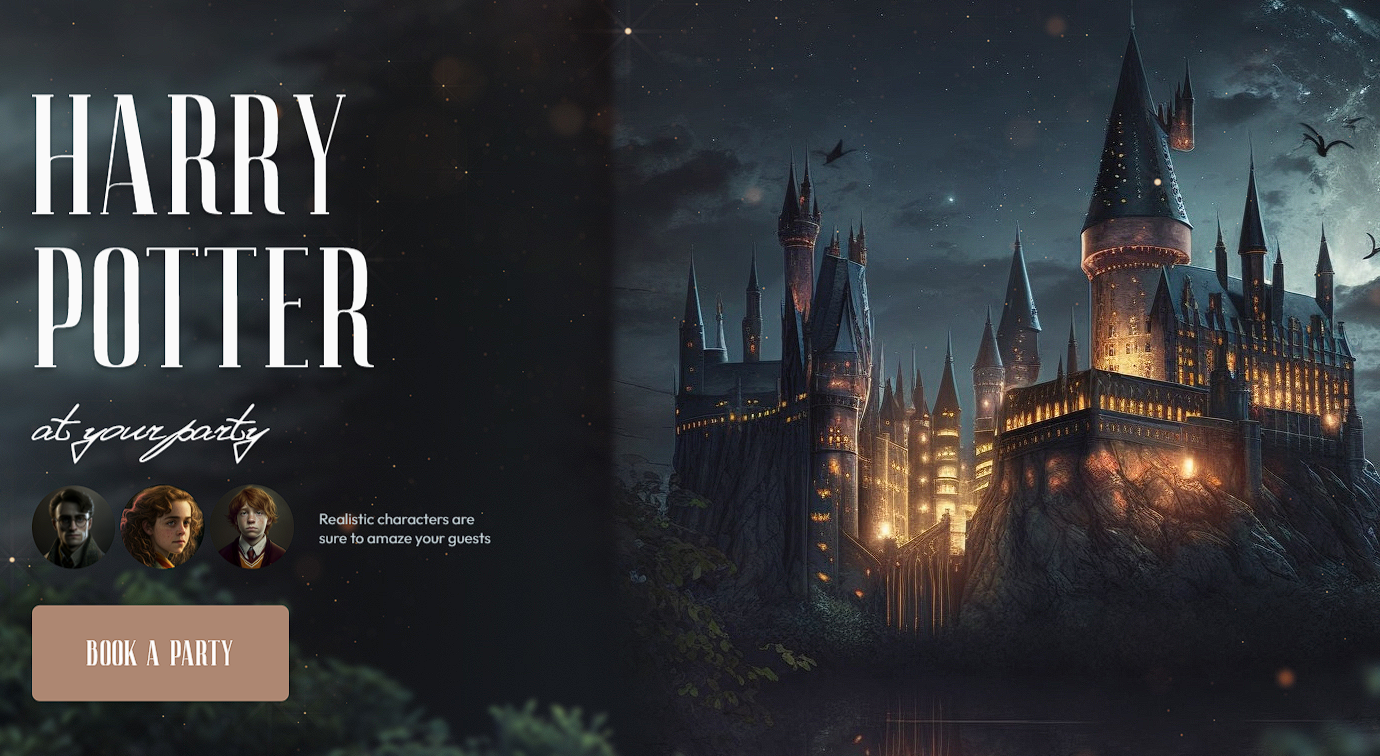 HARRY
POTTER
at your party
Realistic characters are
sure to amaze your guests
BOOK A PARTY